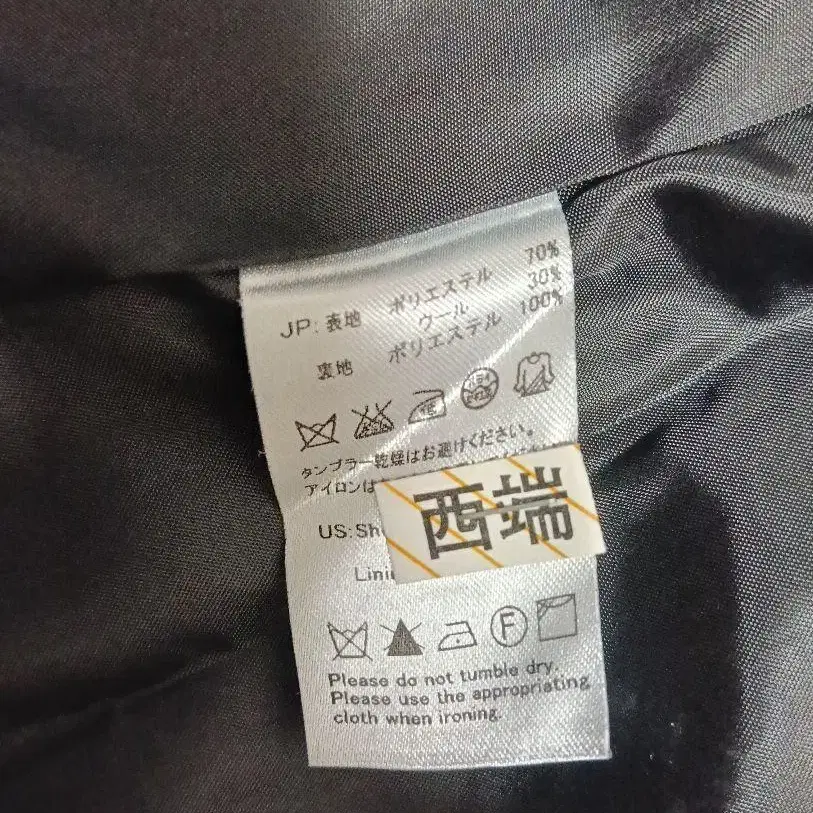 JP: 表地 ポリエステル 70%
ウール 30%
裏地 ポリエステル 100%
タンブラー乾燥はお避けください。
アイロンは
西端
US: Sh
Lini
F
Please do not tumble dry.
Please use the appropriating
cloth when ironing.